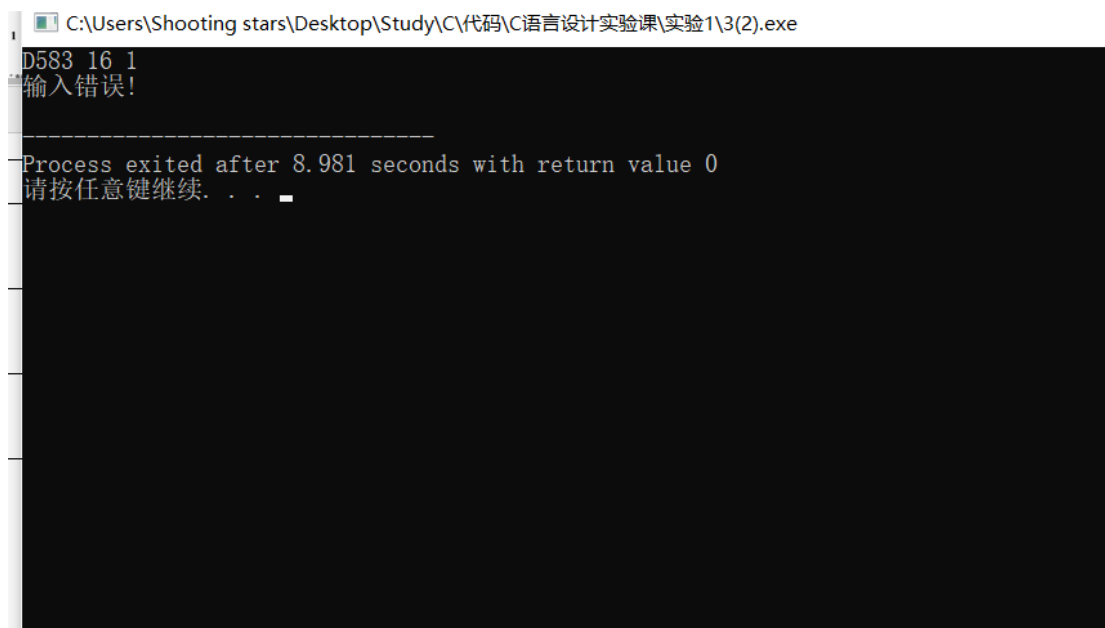 1
C:\Users\Shooting stars\Desktop\Study\C\代码\C语言设计实验课\实验1\3(2).exe
D583 16 1
输入错误!
--------------------------------
Process exited after 8.981 seconds with return value 0
请按任意键继续. . .